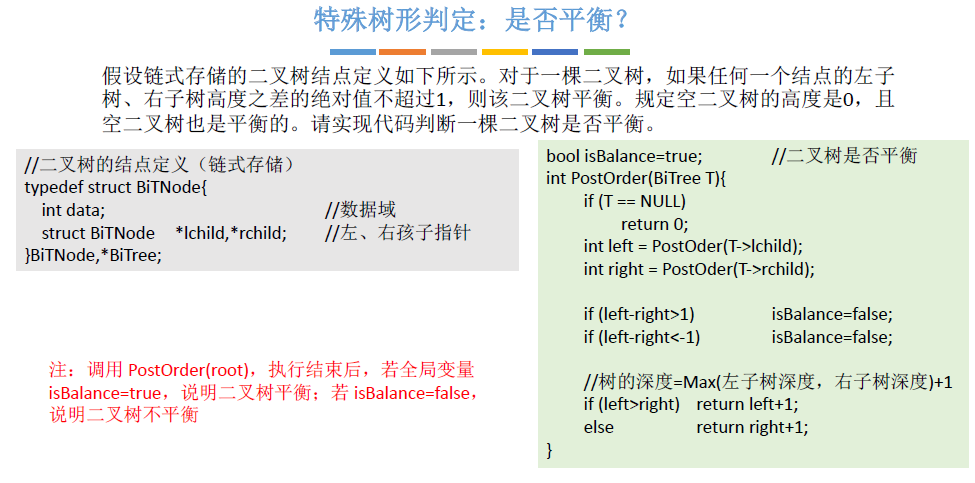 特殊树形判定：是否平衡？
假设链式存储的二叉树结点定义如下所示。对于一棵二叉树，如果任何一个结点的左子
树、右子树高度之差的绝对值不超过1，则该二叉树平衡。规定空二叉树的高度是0，且
空二叉树也是平衡的。请实现代码判断一棵二叉树是否平衡。
//二叉树的结点定义（链式存储）
typedef struct BiTNode{
int data; //数据域
struct BiTNode *lchild,*rchild; //左、右孩子指针
}BiTNode,*BiTree;
注：调用 PostOrder(root)，执行结束后，若全局变量
isBalance=true，说明二叉树平衡；若 isBalance=false，
说明二叉树不平衡
bool isBalance=true; //二叉树是否平衡
int PostOrder(BiTree T){
if (T == NULL)
return 0;
int left = PostOder(T->lchild);
int right = PostOder(T->rchild);
if (left-right>1) isBalance=false;
if (left-right<-1) isBalance=false;
//树的深度=Max(左子树深度，右子树深度)+1
if (left>right) return left+1;
else return right+1;
}